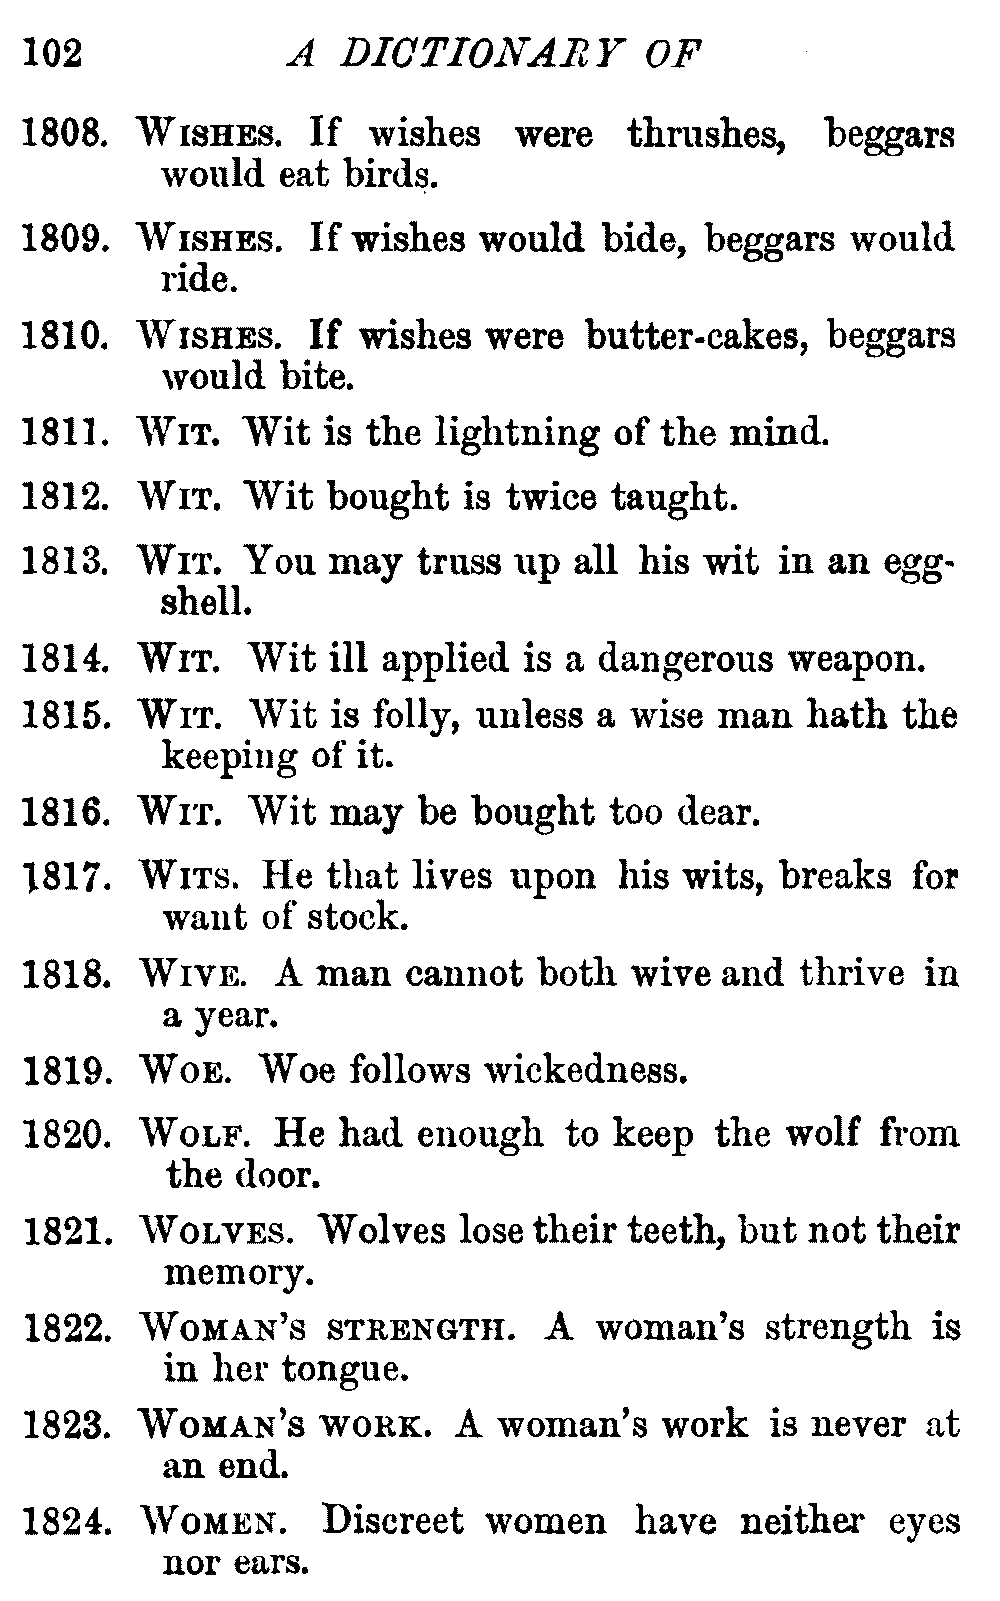 102 A DICTIONARY OF
1808. WISHES. If wishes were thrushes, beggars
would eat birds.
1809. WISHES. If wishes would bide, beggars would
ride.
1810. WISHES. If wishes were butter-cakes, beggars
would bite.
1811. WIT. Wit is the lightning of the mind.
1812. WIT. Wit bought is twice taught.
1813. WIT. You may truss up all his wit in an egg-
shell.
1814. WIT. Wit ill applied is a dangerous weapon.
1815. WIT. Wit is folly, unless a wise man hath the
keeping of it.
1816. WIT. Wit may be bought too dear.
1817. WITS. He that lives upon his wits, breaks for
want of stock.
1818. WIVE. A man cannot both wive and thrive in
a year.
1819. WOE. Woe follows wickedness.
1820. WOLF. He had enough to keep the wolf from
the door.
1821. WOLVES. Wolves lose their teeth, but not their
memory.
1822. WOMAN'S STRENGTH. A woman's strength is
in her tongue.
1823. WOMAN'S WORK. A woman's work is never at
an end.
1824. WOMEN. Discreet women have neither eyes
nor ears.